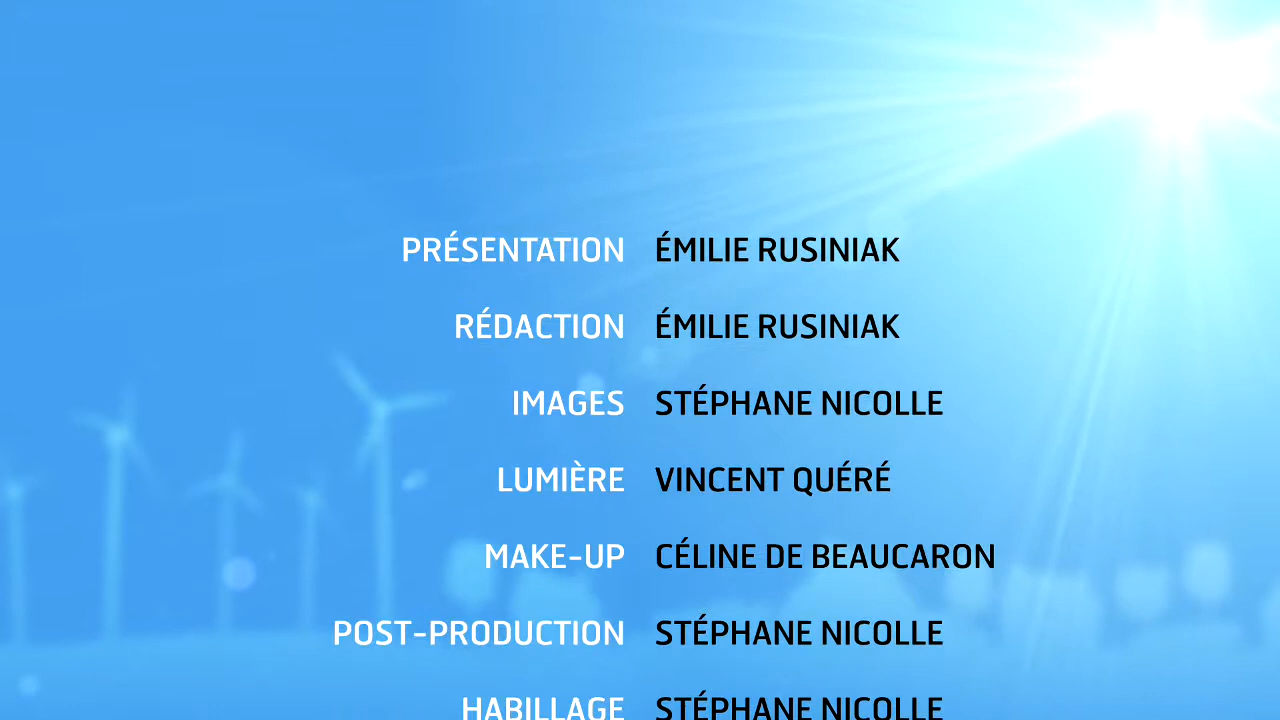 PRÉSENTATION ÉMILIE RUSINIAK
RÉDACTION ÉMILIE RUSINIAK
IMAGES STÉPHANE NICOLLE
LUMIÈRE VINCENT QUÉRÉ
MAKE-UP CÉLINE DE BEAUCARON
POST-PRODUCTION STÉPHANE NICOLLE
HABILLAGE STÉPHANE NICOLLE